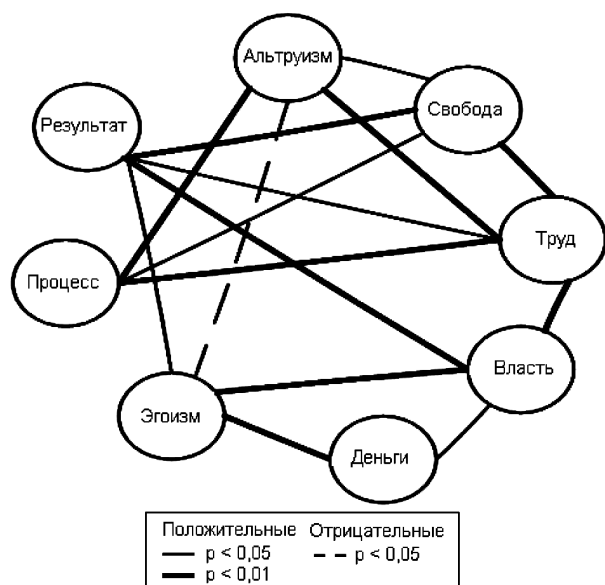 Альтруизм
Свобода
Результат
Труд
Процесс
Власть
Эгоизм
Деньги
Положительные Отрицательные
p < 0,05 p < 0,05
p < 0,01